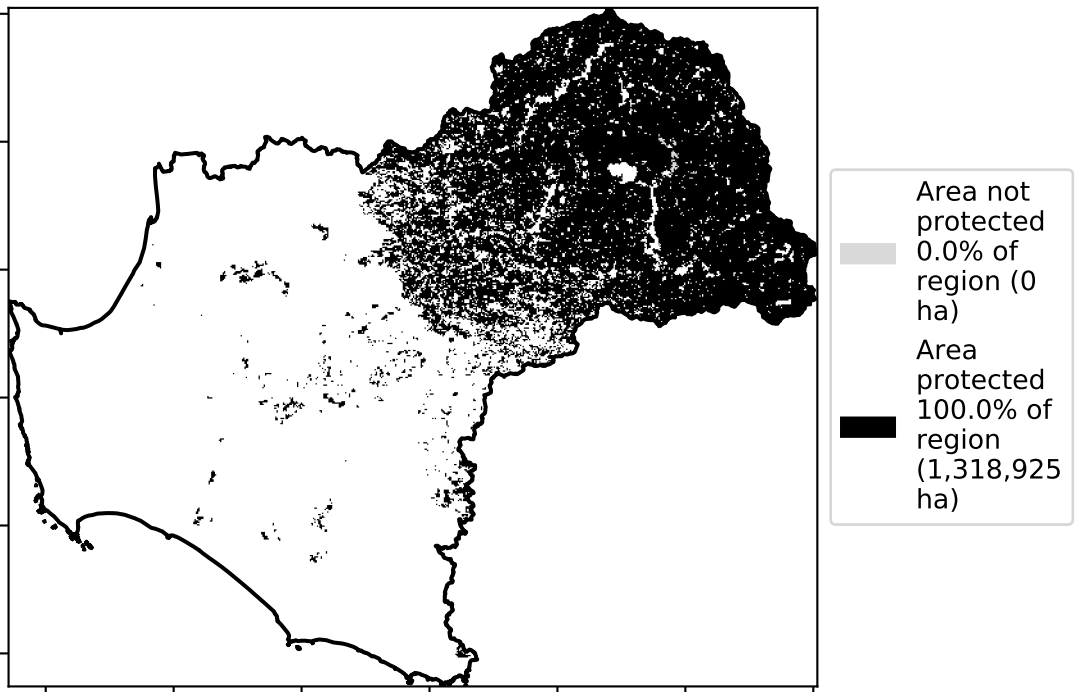 Area not
protected
0.0% of
region (0
ha)
Area
protected
100.0% of
region
(1,318,925
ha)